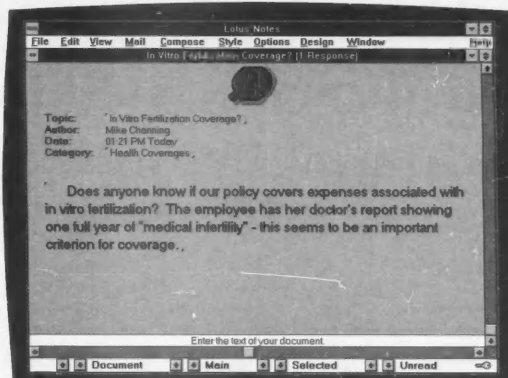 Lotus Notes
File Edit View Mail Compose Style Options Design Window Help
In Vitro Fertilization Coverage? [1 Response]
Topic: In Vitro Fertilization Coverage?
Author: Mike Channing
Date: 01:21 PM Today
Category: Health Coverages
Does anyone know if our policy covers expenses associated with
in vitro fertilization? The employee has her doctor's report showing
one full year of "medical infertility" - this seems to be an important
criterion for coverage.
Enter the text of your document.
Document Main Selected Unread